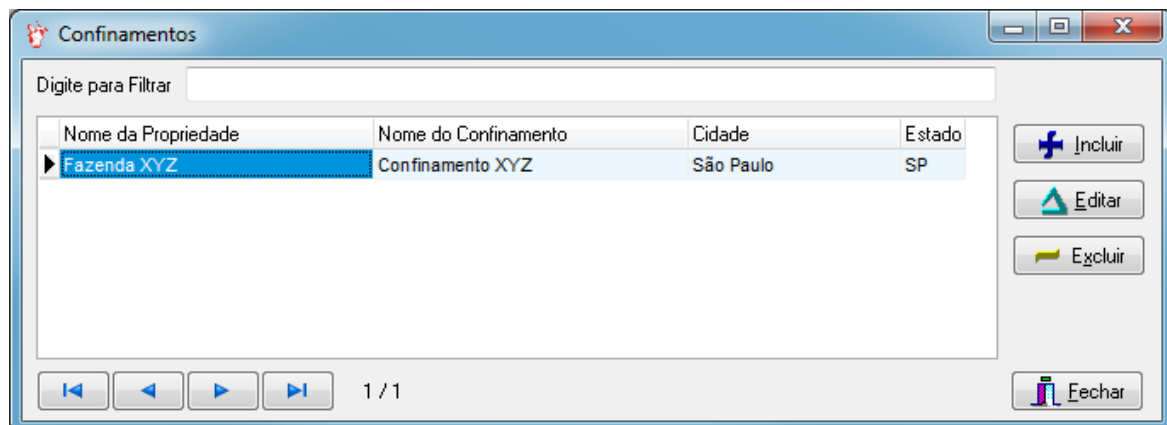 Confinamentos
Digite para Filtrar
Nome da Propriedade Nome do Confinamento Cidade Estado
Fazenda XYZ Confinamento XYZ São Paulo SP
Incluir
Editar
Excluir
1 / 1
Fechar